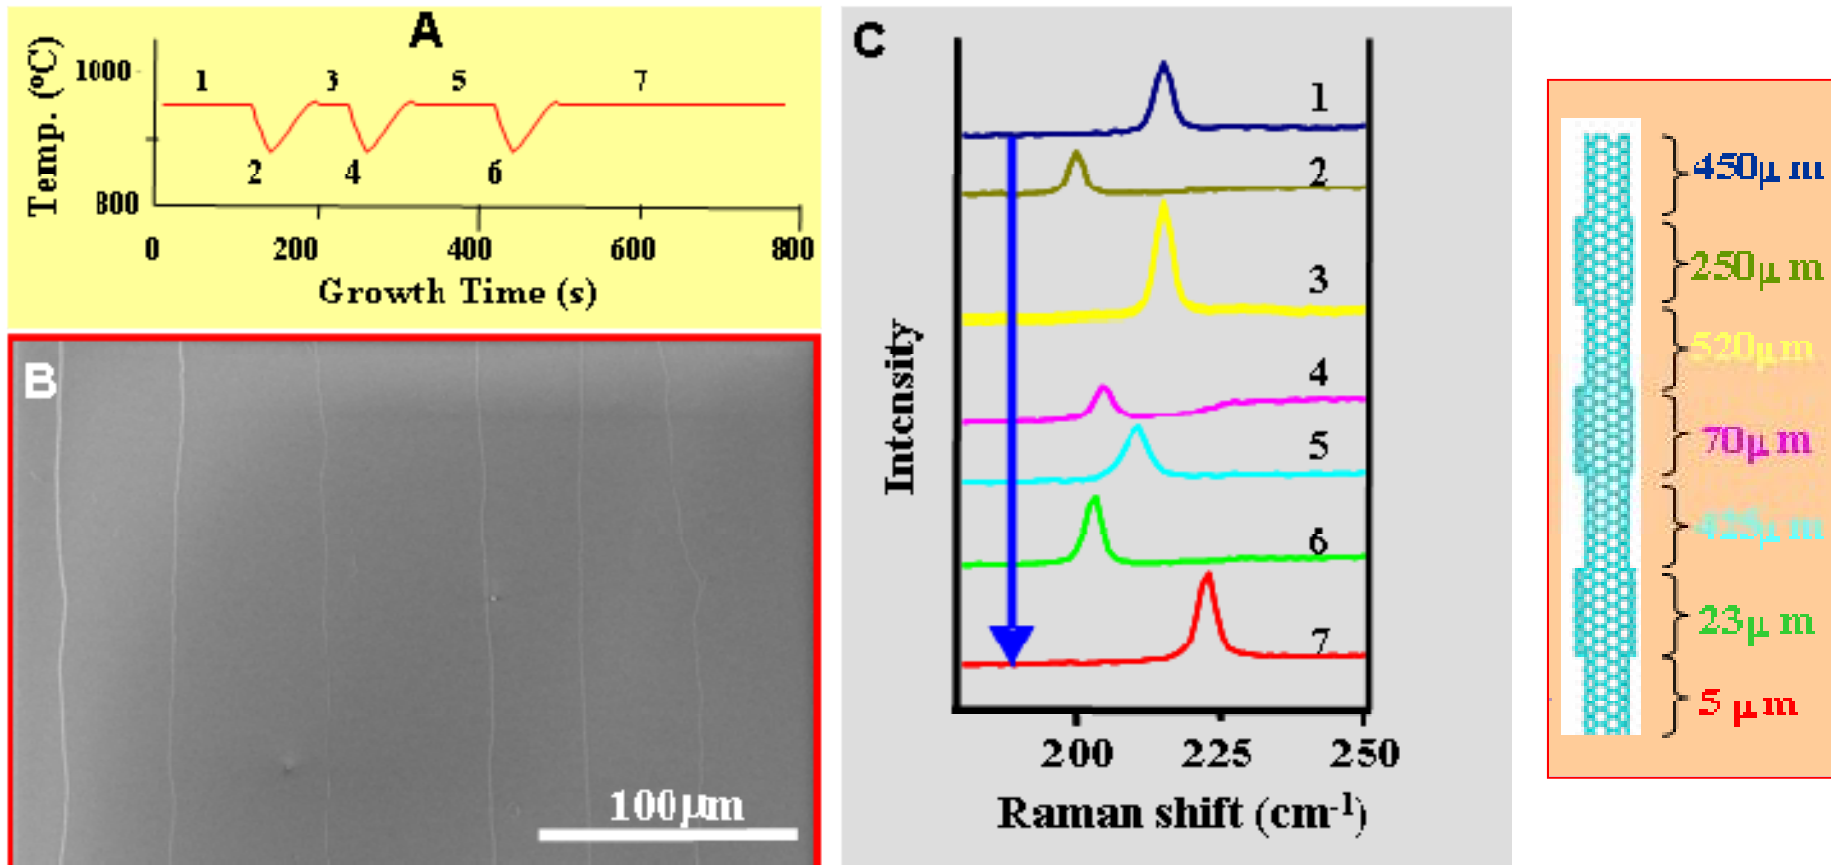 A
Temp. (ºC)
1000
800
1
3
5
7
2
4
6
0
200
400
600
800
Growth Time (s)
B
100μm
C
Intensity
1
2
3
4
5
6
7
200
225
250
Raman shift (cm-1)
450μ m
250μ m
520μm
70μ m
425μ m
23μ m
5 μ m